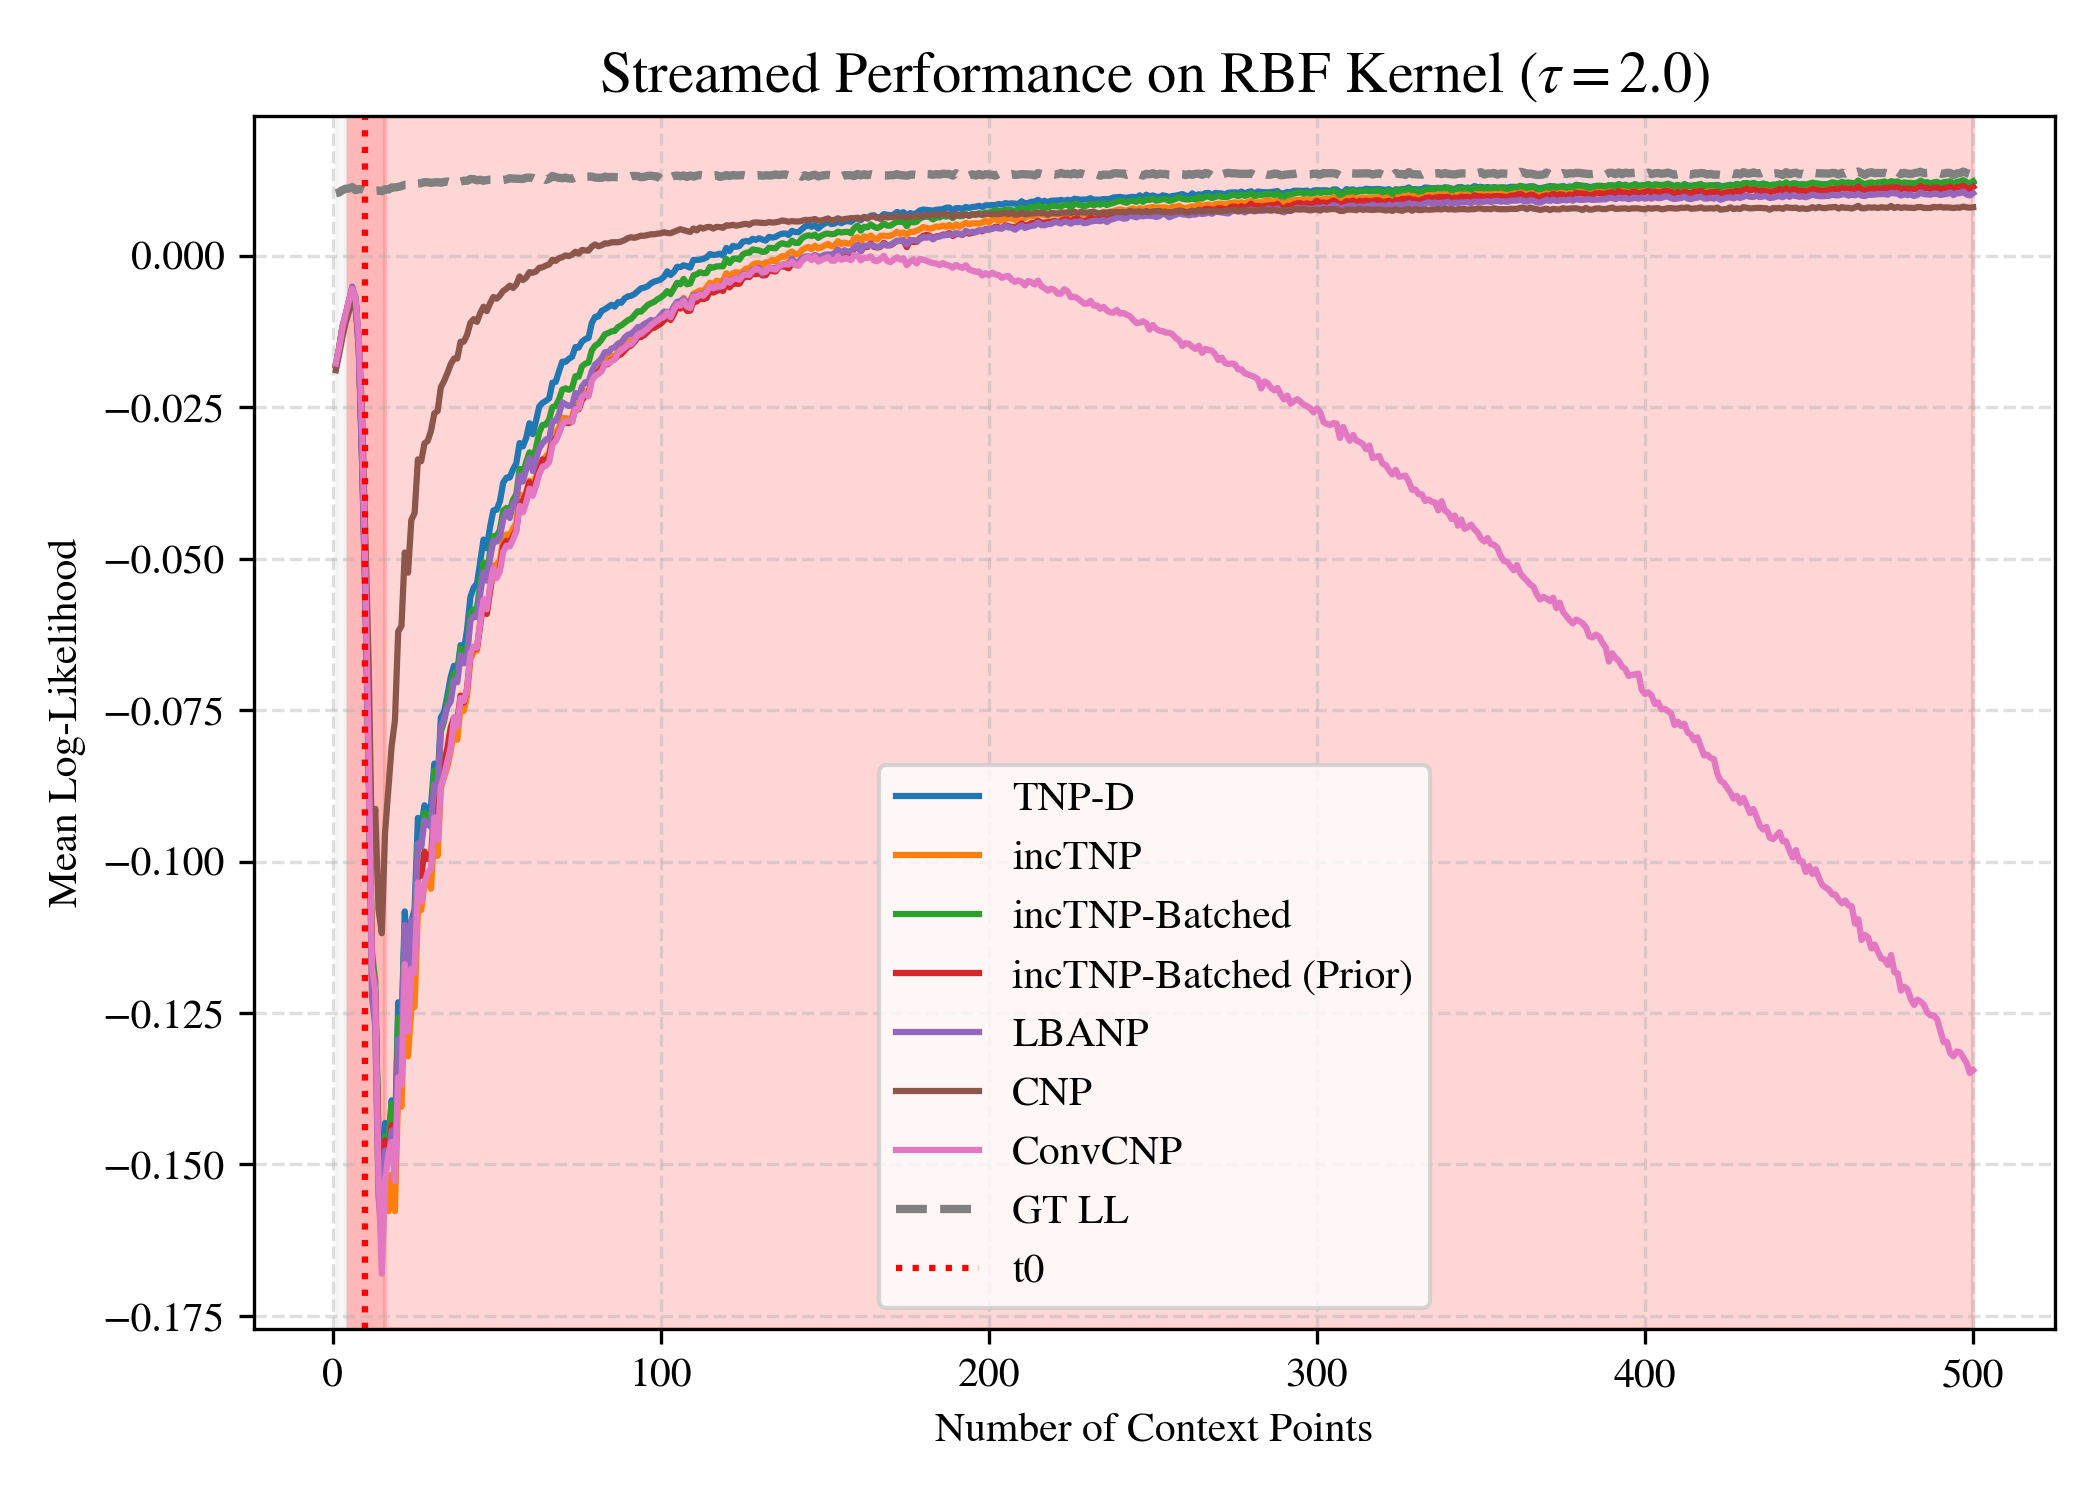 Streamed Performance on RBF Kernel (τ = 2.0)
0.000
−0.025
−0.050
−0.075
−0.100
−0.125
−0.150
−0.175
Mean Log-Likelihood
TNP-D
incTNP
incTNP-Batched
incTNP-Batched (Prior)
LBANP
CNP
ConvCNP
GT LL
t0
0 100 200 300 400 500
Number of Context Points